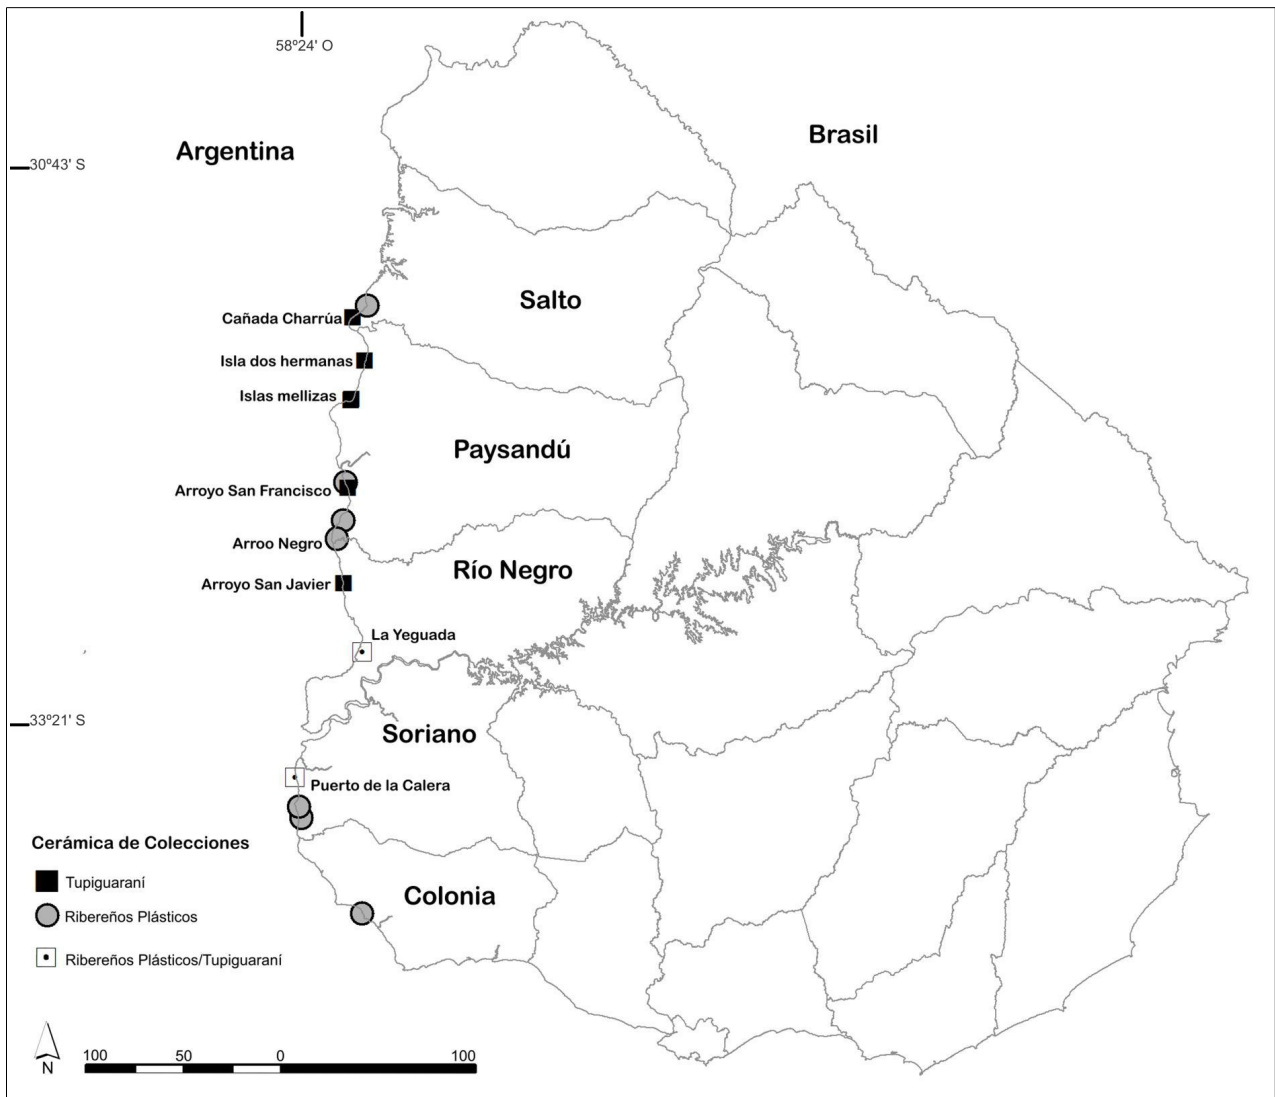 58º24' O
Argentina
Brasil
30º43' S
Salto
Cañada Charrúa
Isla dos hermanas
Islas mellizas
Paysandú
Arroyo San Francisco
Arroo Negro
Río Negro
Arroyo San Javier
La Yeguada
33º21' S
Soriano
Puerto de la Calera
Cerámica de Colecciones
Tupiguaraní
Colonia
Ribereños Plásticos
Ribereños Plásticos/Tupiguaraní
100 50 0 100
N